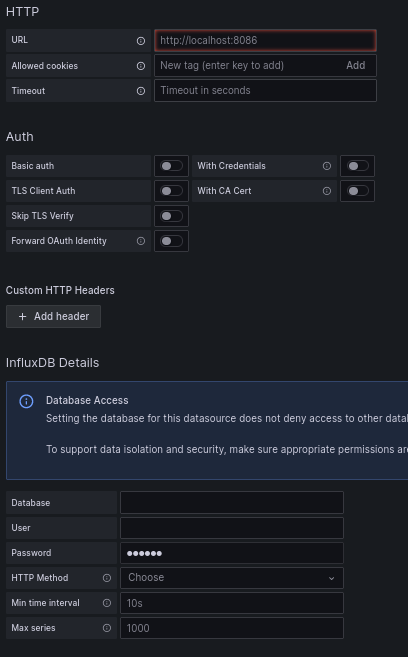 HTTP
URL http://localhost:8086
Allowed cookies New tag (enter key to add) Add
Timeout Timeout in seconds
Auth
Basic auth With Credentials
TLS Client Auth With CA Cert
Skip TLS Verify
Forward OAuth Identity
Custom HTTP Headers
+ Add header
InfluxDB Details
Database Access
Setting the database for this datasource does not deny access to other
To support data isolation and security, make sure appropriate permissions
Database
User
Password ●●●●●●
HTTP Method Choose
Min time interval 10s
Max series 1000